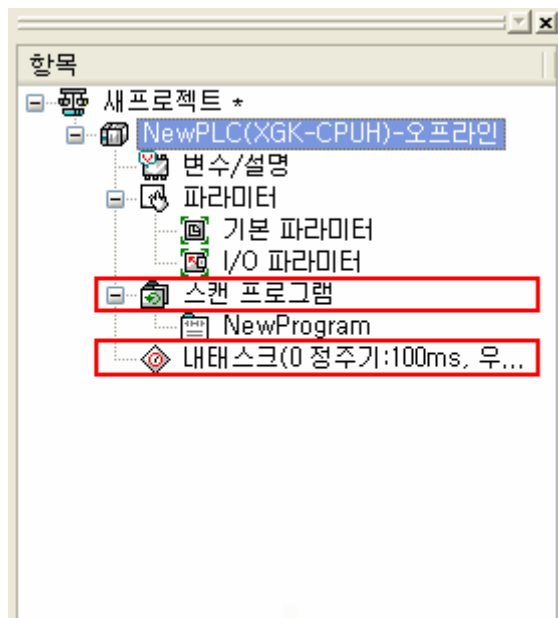 항목
새프로젝트 *
NewPLC(XGK-CPUH)-오프라인
변수/설명
파라미터
기본 파라미터
I/O 파라미터
스캔 프로그램
NewProgram
내태스크(0 정주기:100ms, 우...